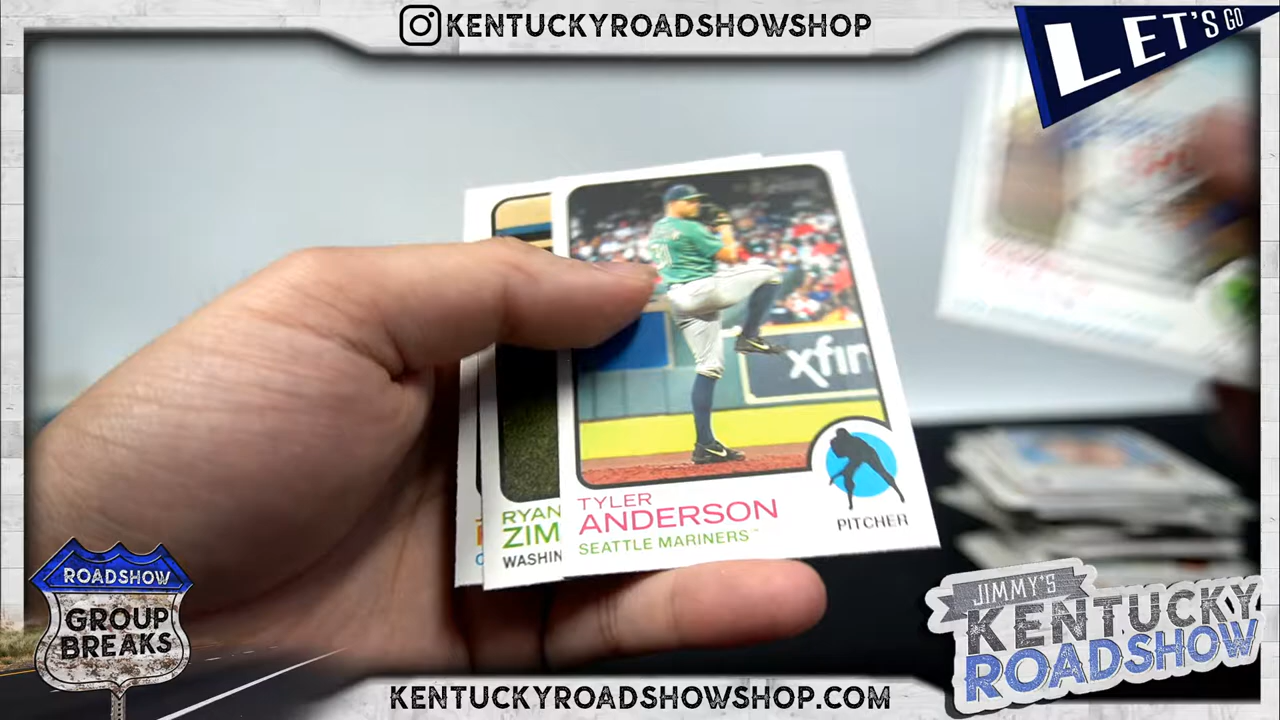 KENTUCKYROADSHOWSHOP
LET'S GO
xfin
TYLER
ANDERSON
SEATTLE MARINERS™
PITCHER
RYAN
ZIM
WASHIN
ROADSHOW
GROUP
BREAKS
JIMMY'S
KENTUCKY
ROADSHOW
KENTUCKYROADSHOWSHOP.COM